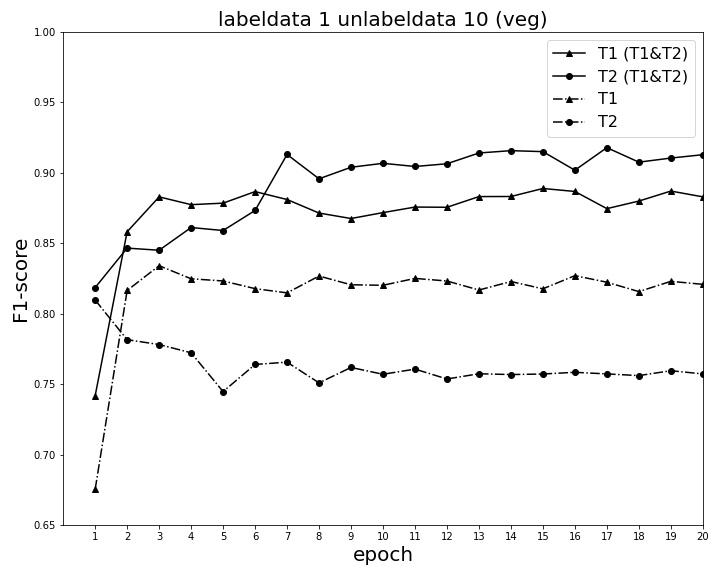 labeldata 1 unlabeldata 10 (veg)
T1 (T1&T2)
T2 (T1&T2)
T1
T2
F1-score
1.00
0.95
0.90
0.85
0.80
0.75
0.70
0.65
1 2 3 4 5 6 7 8 9 10 11 12 13 14 15 16 17 18 19 20
epoch